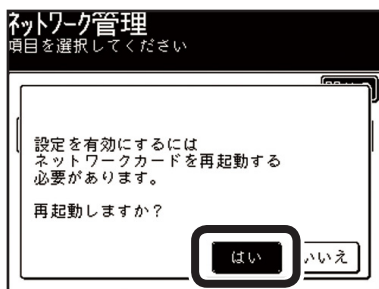 ネットワーク管理
項目を選択してください
設定を有効にするには
ネットワークカードを再起動する
必要があります。
再起動しますか？
はい
いいえ